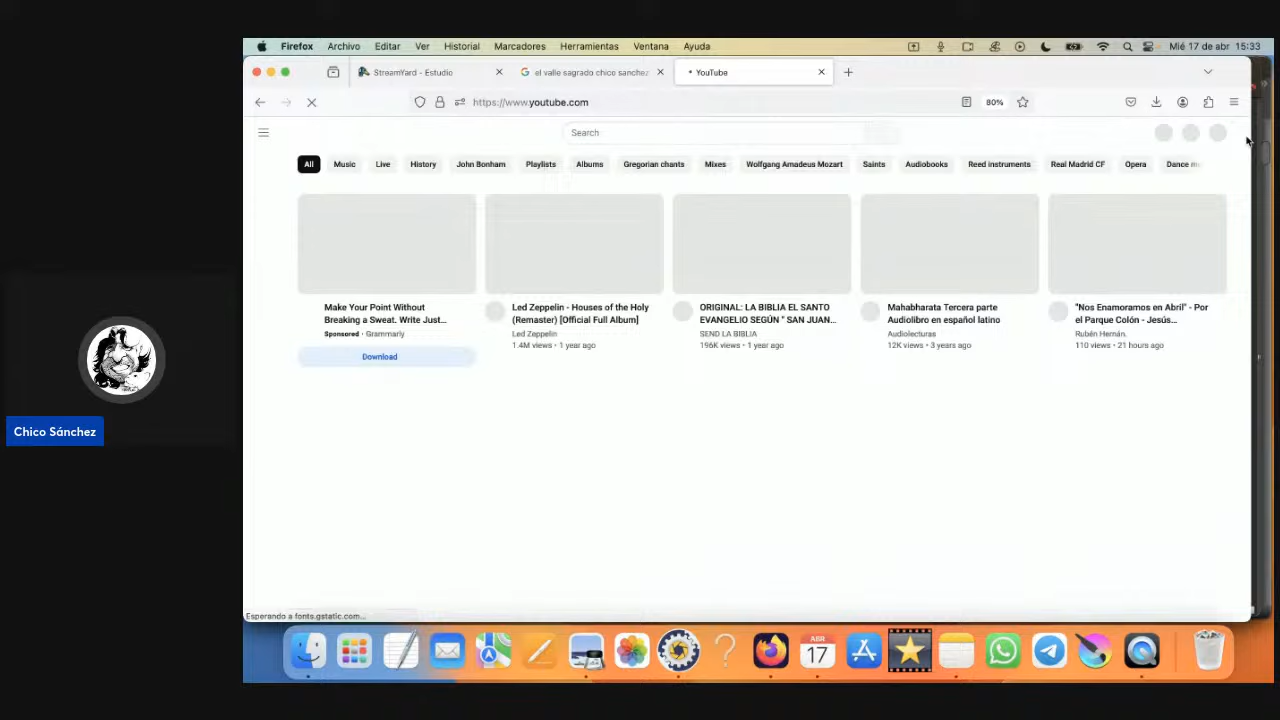 Firefox Archivo Editar Ver Historial Marcadores Herramientas Ventana Ayuda Mié 17 de abr 15:33
StreamYard - Estudio el valle sagrado chico sanchez YouTube
https://www.youtube.com 80%
Search
All Music Live History John Bonham Playlists Albums Gregorian chants Mixes Wolfgang Amadeus Mozart Saints Audiobooks Reed instruments Real Madrid CF Opera Dance m
Make Your Point Without
Breaking a Sweat. Write Just...
Sponsored • Grammarly
Download
Led Zeppelin - Houses of the Holy
(Remaster) [Official Full Album]
Led Zeppelin
1.4M views • 1 year ago
ORIGINAL: LA BIBLIA EL SANTO
EVANGELIO SEGÚN " SAN JUAN...
SEND LA BIBLIA
196K views • 1 year ago
Mahabharata Tercera parte
Audiolibro en español latino
Audiolecturas
12K views • 3 years ago
"Nos Enamoramos en Abril" - Por
el Parque Colón - Jesús...
Rubén Hernán.
110 views • 21 hours ago
Chico Sánchez
Esperando a fonts.gstatic.com...
ABR
17